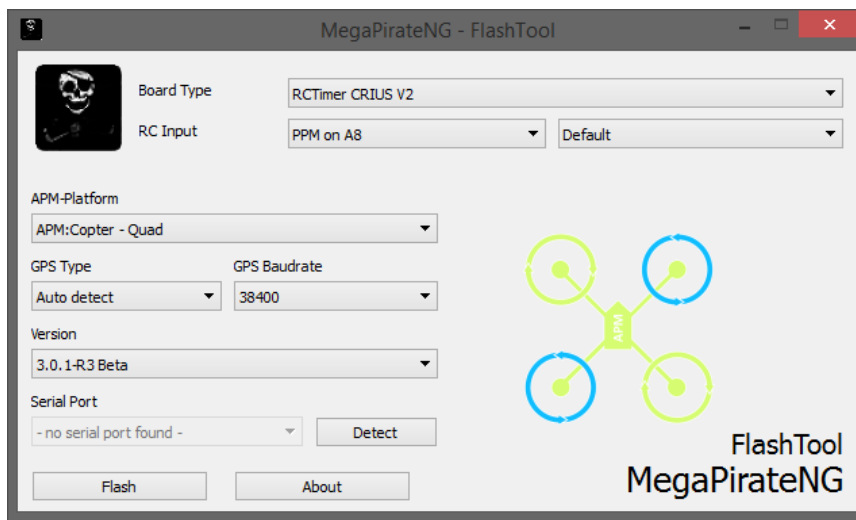 MegaPirateNG - FlashTool
Board Type
RCTimer CRIUS V2
RC Input
PPM on A8
Default
APM-Platform
APM:Copter - Quad
GPS Type
GPS Baudrate
Auto detect
38400
Version
3.0.1-R3 Beta
Serial Port
- no serial port found -
Detect
Flash
About
APM
FlashTool
MegaPirateNG